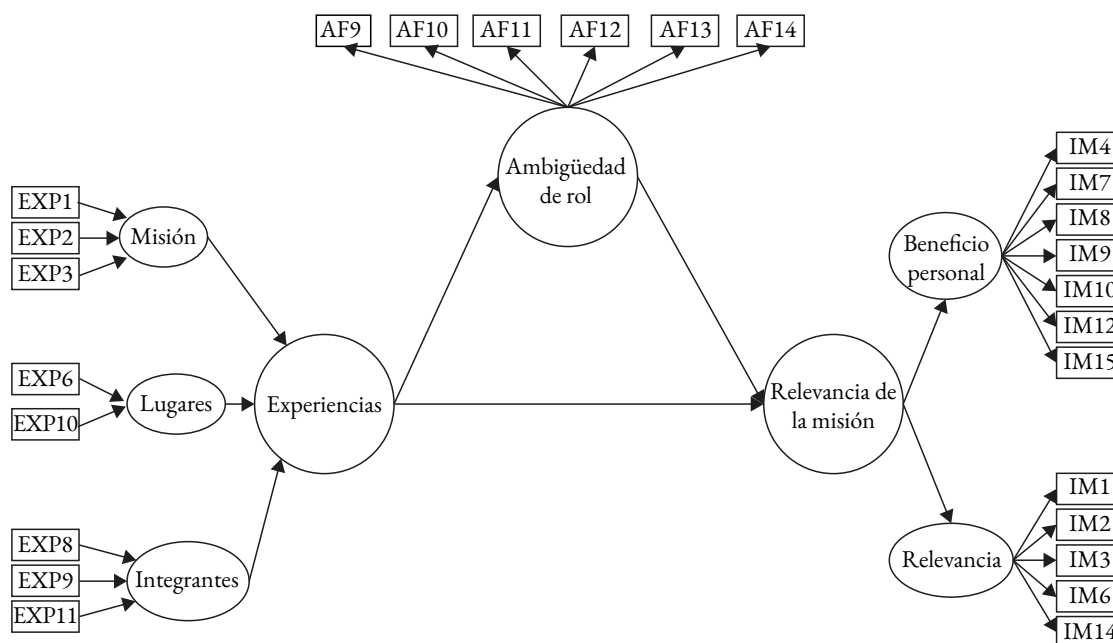 AF9
AF10
AF11
AF12
AF13
AF14
Ambigüedad
de rol
EXP1
EXP2
EXP3
Misión
EXP6
EXP10
Lugares
EXP8
EXP9
EXP11
Integrantes
Experiencias
Relevancia de
la misión
Beneficio
personal
IM4
IM7
IM8
IM9
IM10
IM12
IM15
Relevancia
IM1
IM2
IM3
IM6
IM14